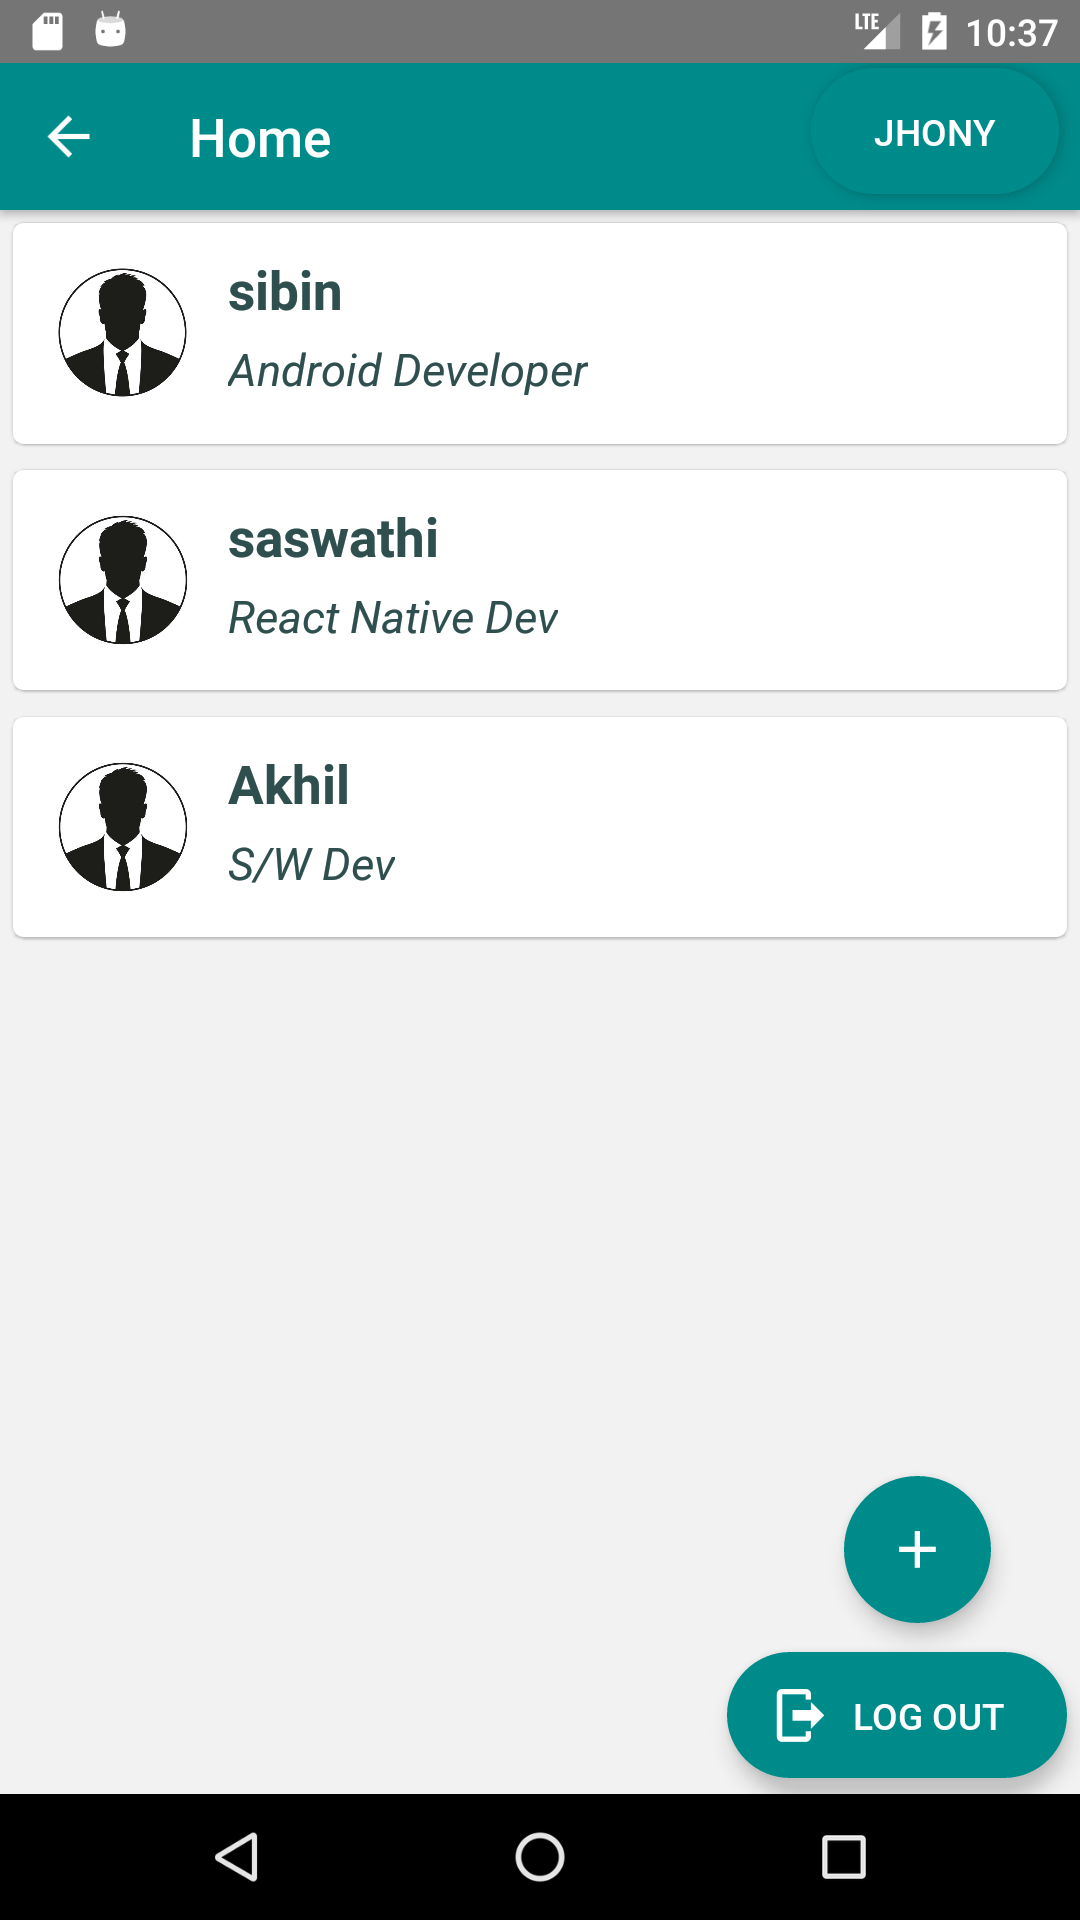 LTE 10:37
Home JHONY
sibin
Android Developer
saswathi
React Native Dev
Akhil
S/W Dev
+
LOG OUT